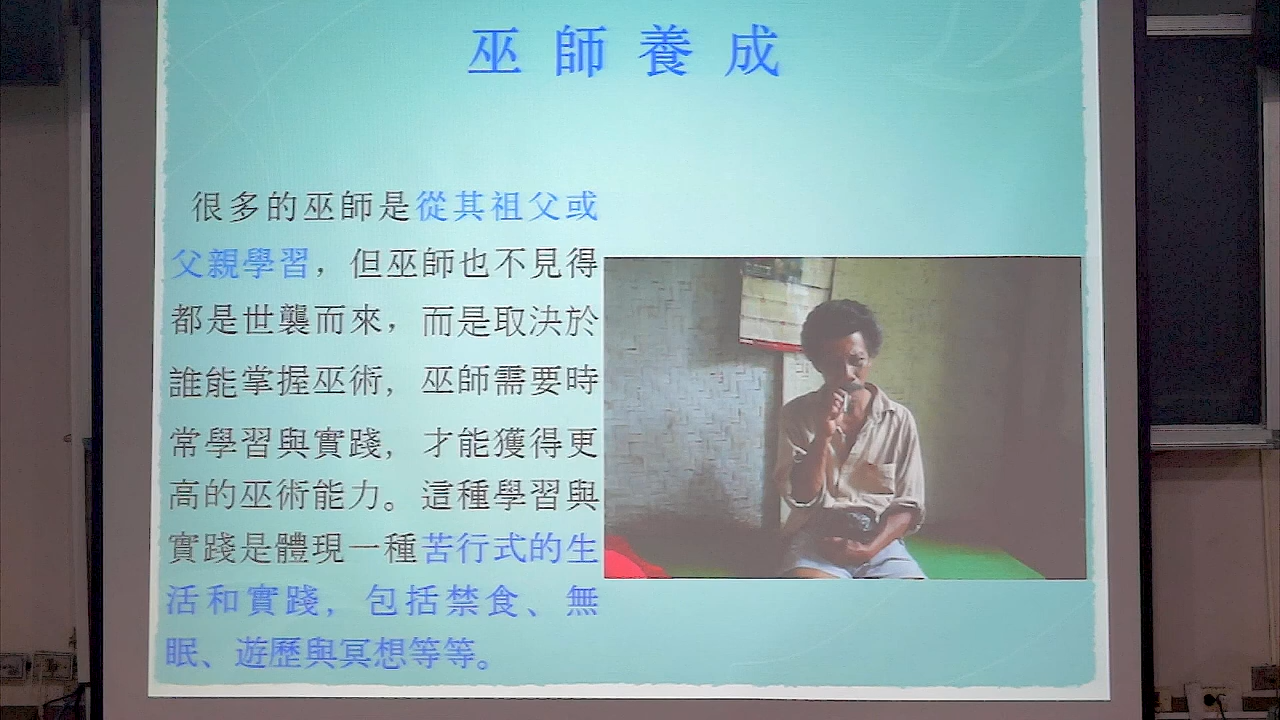 巫師養成
很多的巫師是從其祖父或
父親學習，但巫師也不見得
都是世襲而來，而是取決於
誰能掌握巫術，巫師需要時
常學習與實踐，才能獲得更
高的巫術能力。這種學習與
實踐是體現一種苦行式的生
活和實踐，包括禁食、無
眠、遊歷與冥想等等。